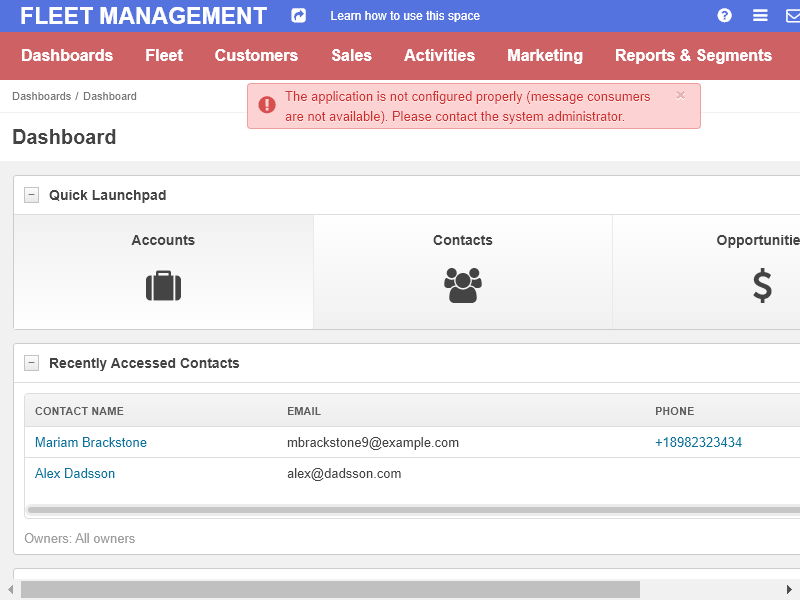 FLEET MANAGEMENT
Learn how to use this space
Dashboards
Fleet
Customers
Sales
Activities
Marketing
Reports & Segments
Dashboards / Dashboard
The application is not configured properly (message consumers
are not available). Please contact the system administrator.
×
Dashboard
Quick Launchpad
Accounts
Contacts
Opportunitie
Recently Accessed Contacts
CONTACT NAME EMAIL PHONE
Mariam Brackstone mbrackstone9@example.com +18982323434
Alex Dadsson alex@dadsson.com
Owners: All owners